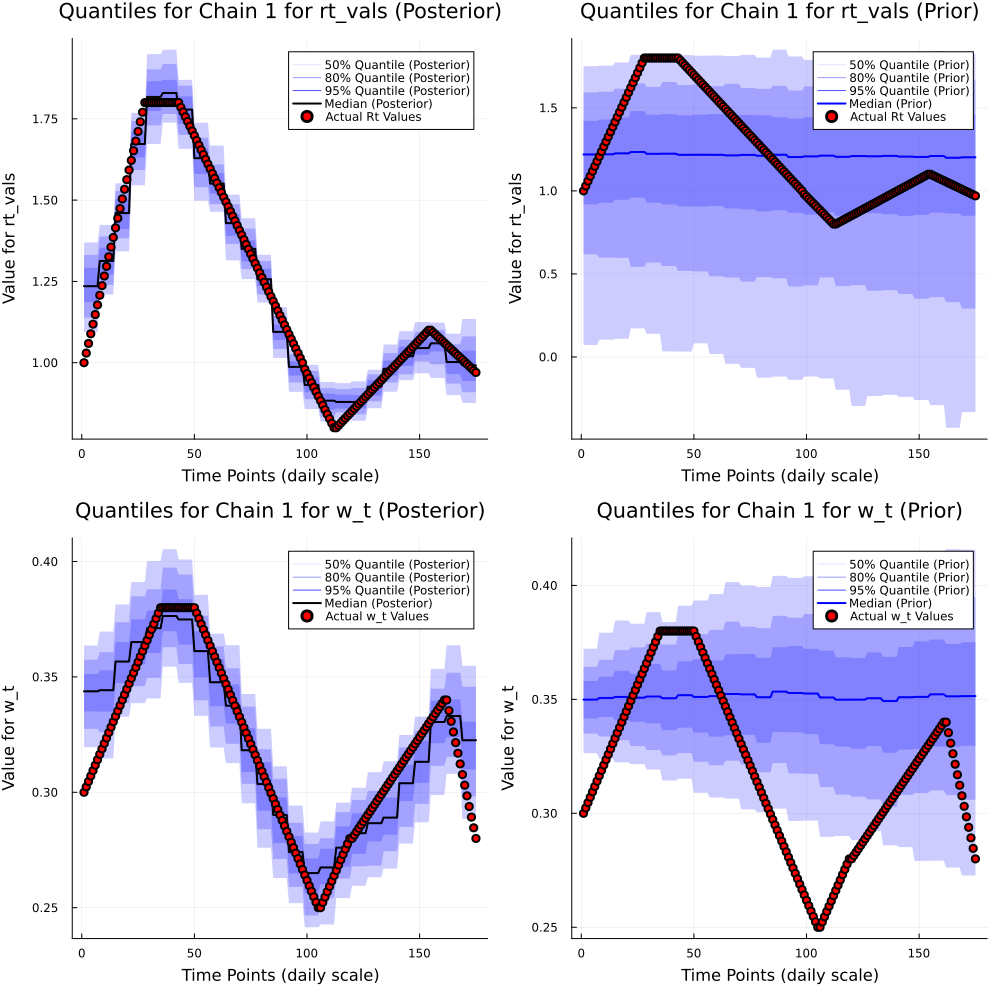 Quantiles for Chain 1 for rt_vals (Posterior)
Value for rt_vals
1.75
1.50
1.25
1.00
50% Quantile (Posterior)
80% Quantile (Posterior)
95% Quantile (Posterior)
Median (Posterior)
Actual Rt Values
0
50
100
150
Time Points (daily scale)
Quantiles for Chain 1 for rt_vals (Prior)
Value for rt_vals
1.5
1.0
0.5
0.0
50% Quantile (Prior)
80% Quantile (Prior)
95% Quantile (Prior)
Median (Prior)
Actual Rt Values
0
50
100
150
Time Points (daily scale)
Quantiles for Chain 1 for w_t (Posterior)
Value for w_t
0.40
0.35
0.30
0.25
50% Quantile (Posterior)
80% Quantile (Posterior)
95% Quantile (Posterior)
Median (Posterior)
Actual w_t Values
0
50
100
150
Time Points (daily scale)
Quantiles for Chain 1 for w_t (Prior)
Value for w_t
0.40
0.35
0.30
0.25
50% Quantile (Prior)
80% Quantile (Prior)
95% Quantile (Prior)
Median (Prior)
Actual w_t Values
0
50
100
150
Time Points (daily scale)